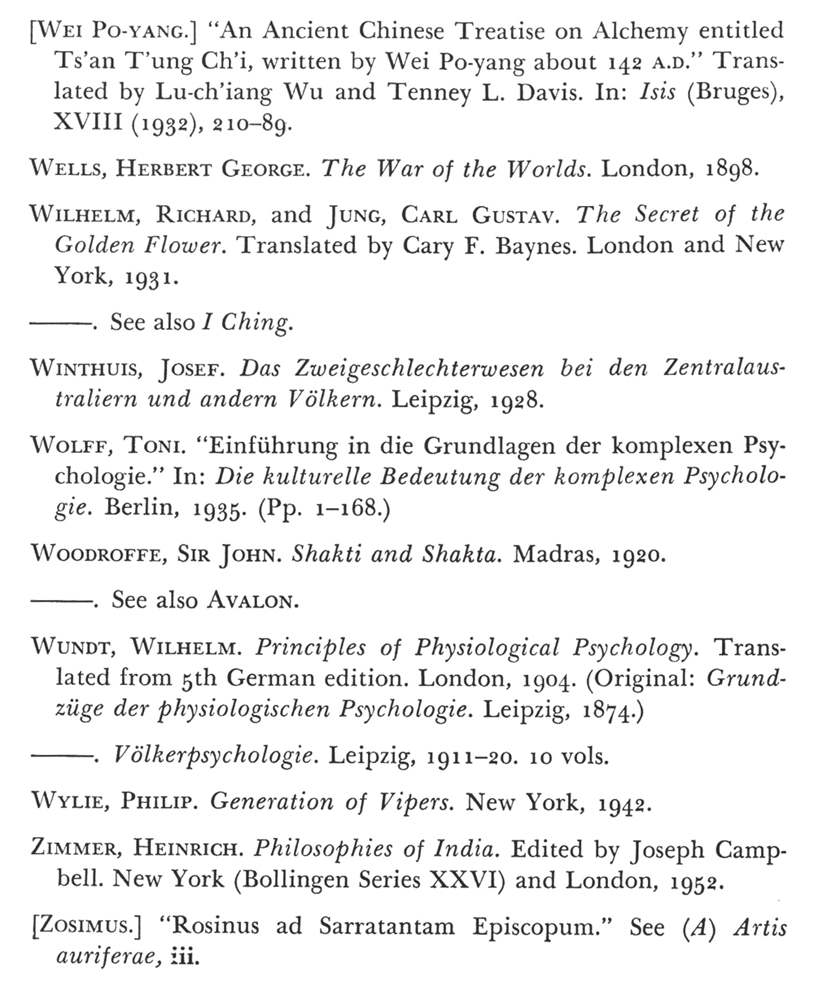 [WEI PO-YANG.] “An Ancient Chinese Treatise on Alchemy entitled
Ts’an T’ung Ch’i, written by Wei Po-yang about 142 A.D.” Trans-
lated by Lu-ch’iang Wu and Tenney L. Davis. In: Isis (Bruges),
XVIII (1932), 210–89.
WELLS, HERBERT GEORGE. The War of the Worlds. London, 1898.
WILHELM, RICHARD, and JUNG, CARL GUSTAV. The Secret of the
Golden Flower. Translated by Cary F. Baynes. London and New
York, 1931.
———. See also I Ching.
WINTHUIS, JOSEF. Das Zweigeschlechterwesen bei den Zentralaus-
traliern und andern Völkern. Leipzig, 1928.
WOLFF, TONI. “Einführung in die Grundlagen der komplexen Psy-
chologie.” In: Die kulturelle Bedeutung der komplexen Psycholo-
gie. Berlin, 1935. (Pp. 1–168.)
WOODROFFE, SIR JOHN. Shakti and Shakta. Madras, 1920.
———. See also AVALON.
WUNDT, WILHELM. Principles of Physiological Psychology. Trans-
lated from 5th German edition. London, 1904. (Original: Grund-
züge der physiologischen Psychologie. Leipzig, 1874.)
———. Völkerpsychologie. Leipzig, 1911–20. 10 vols.
WYLIE, PHILIP. Generation of Vipers. New York, 1942.
ZIMMER, HEINRICH. Philosophies of India. Edited by Joseph Camp-
bell. New York (Bollingen Series XXVI) and London, 1952.
[ZOSIMUS.] “Rosinus ad Sarratantam Episcopum.” See (A) Artis
auriferae, iii.